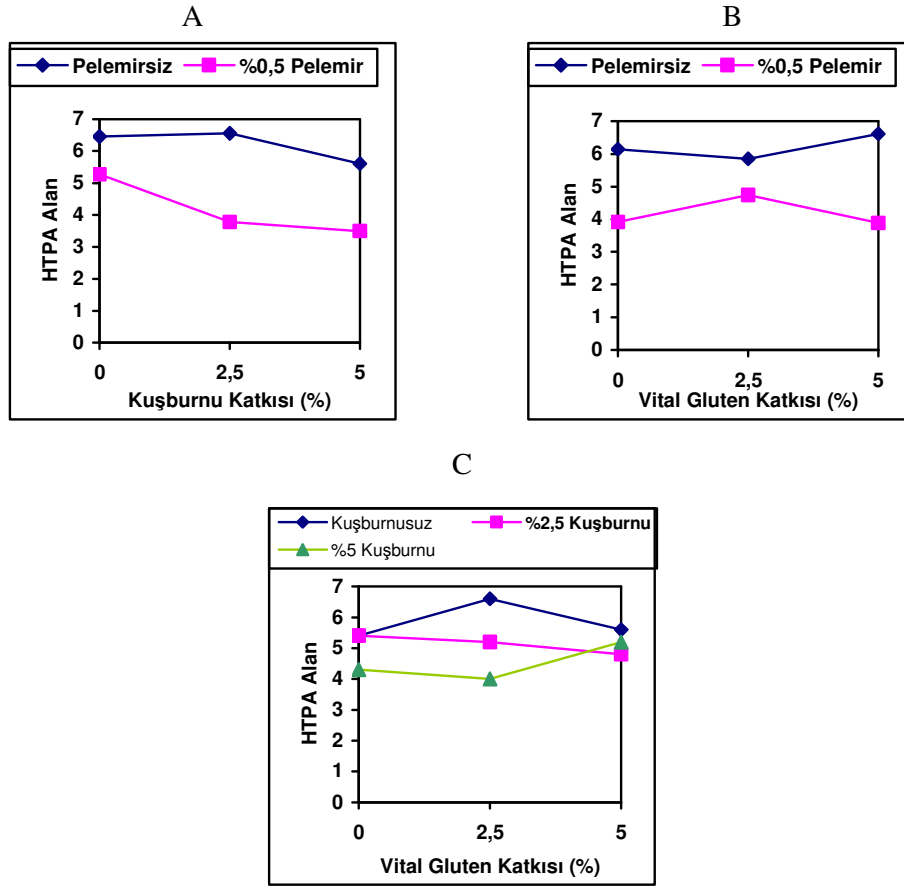 A
Pelemirsiz %0,5 Pelemir
HTPA Alan
7
6
5
4
3
2
1
0
0 2,5 5
Kuşburnu Katkısı (%)
B
Pelemirsiz %0,5 Pelemir
HTPA Alan
7
6
5
4
3
2
1
0
0 2,5 5
Vital Gluten Katkısı (%)
C
Kuşburnusuz %2,5 Kuşburnu
%5 Kuşburnu
HTPA Alan
7
6
5
4
3
2
1
0
0 2,5 5
Vital Gluten Katkısı (%)